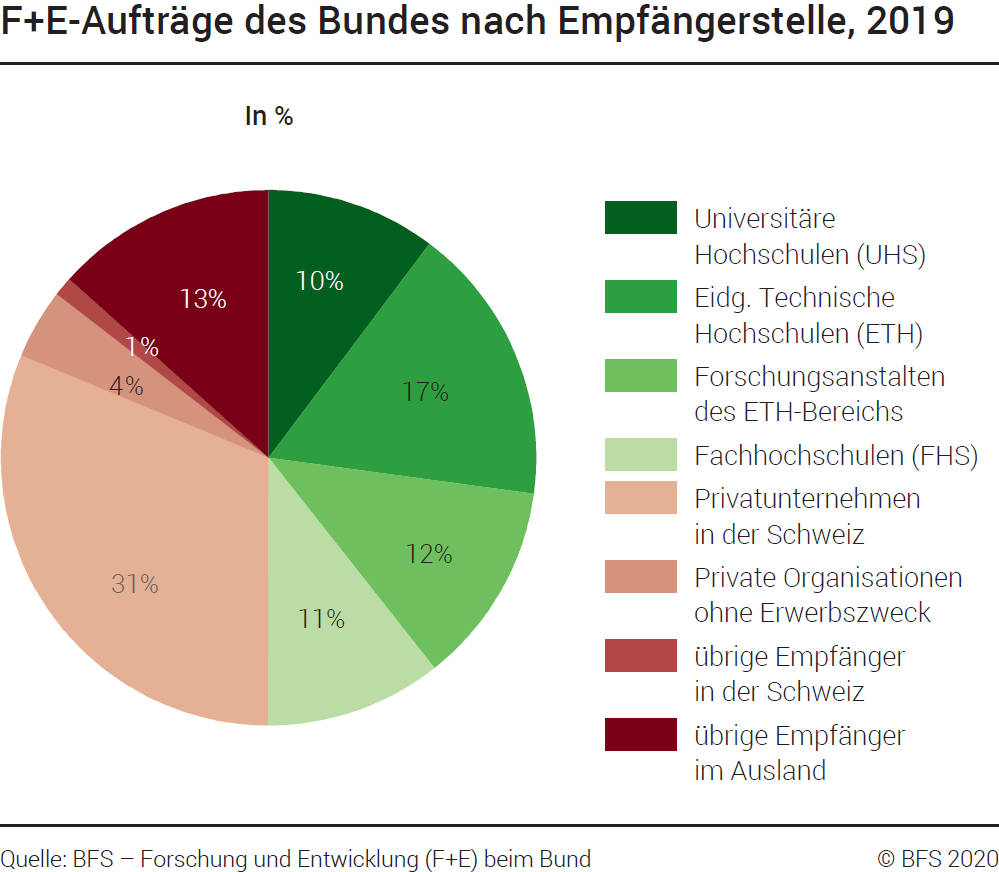 F+E-Aufträge des Bundes nach Empfängerstelle, 2019
In %
10%
17%
12%
11%
31%
4%
1%
13%
Universitäre
Hochschulen (UHS)
Eidg. Technische
Hochschulen (ETH)
Forschungsanstalten
des ETH-Bereichs
Fachhochschulen (FHS)
Privatunternehmen
in der Schweiz
Private Organisationen
ohne Erwerbszweck
übrige Empfänger
in der Schweiz
übrige Empfänger
im Ausland
Quelle: BFS – Forschung und Entwicklung (F+E) beim Bund
© BFS 2020